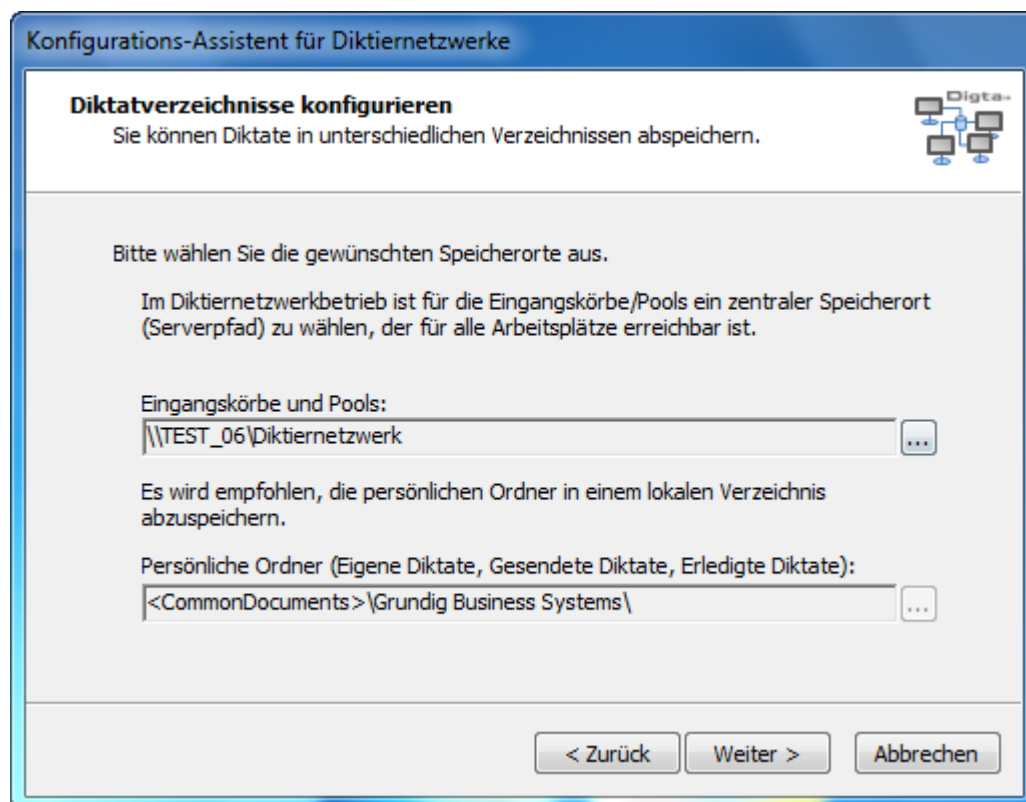 Konfigurations-Assistent für Diktiernetzwerke
Diktatverzeichnisse konfigurieren
Sie können Diktate in unterschiedlichen Verzeichnissen abspeichern.
Digta
Bitte wählen Sie die gewünschten Speicherorte aus.
Im Diktiernetzwerkbetrieb ist für die Eingangskörbe/Pools ein zentraler Speicherort
(Serverpfad) zu wählen, der für alle Arbeitsplätze erreichbar ist.
Eingangskörbe und Pools:
\\TEST_06\Diktiernetzwerk
...
Es wird empfohlen, die persönlichen Ordner in einem lokalen Verzeichnis
abzuspeichern.
Persönliche Ordner (Eigene Diktate, Gesendete Diktate, Erledigte Diktate):
<CommonDocuments>\Grundig Business Systems\
...
< Zurück
Weiter >
Abbrechen